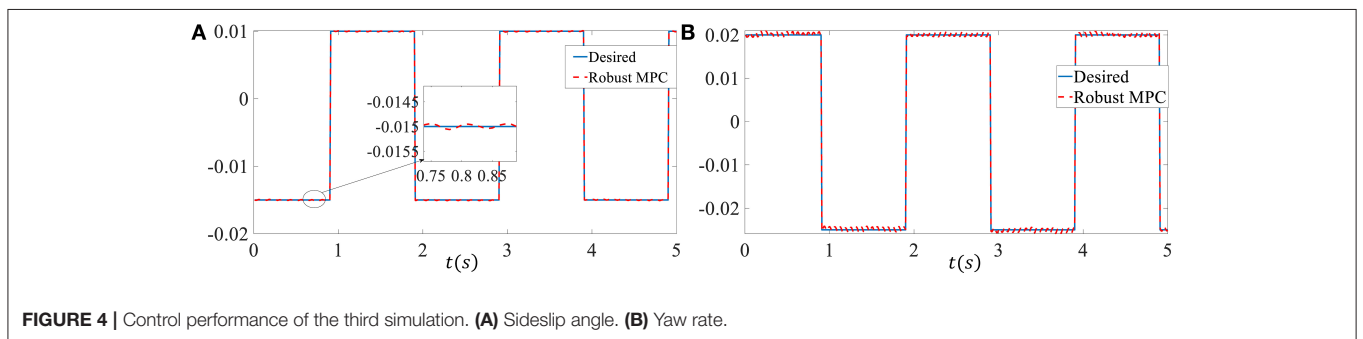 A
0.01
0
-0.01
-0.02
0 1 2 3 4 5
t(s)
Desired
Robust MPC
-0.0145
-0.015
-0.0155
0.75 0.8 0.85
B
0.02
0.01
0
-0.01
-0.02
0 1 2 3 4 5
t(s)
Desired
Robust MPC
FIGURE 4 | Control performance of the third simulation. (A) Sideslip angle. (B) Yaw rate.